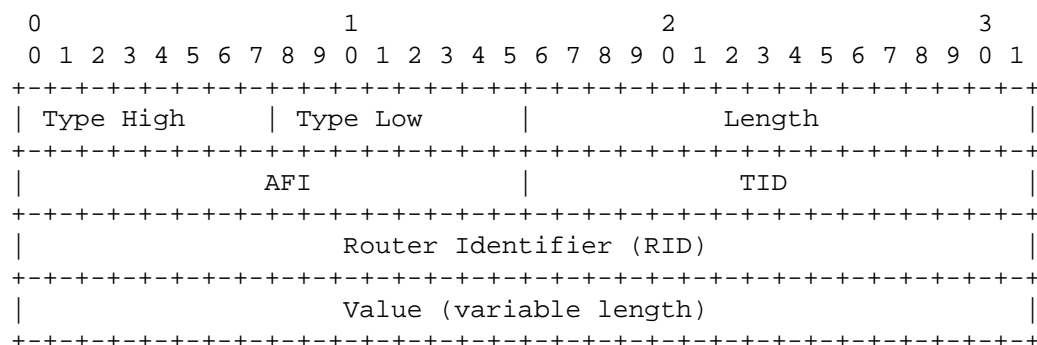 0                   1                   2                   3
 0 1 2 3 4 5 6 7 8 9 0 1 2 3 4 5 6 7 8 9 0 1 2 3 4 5 6 7 8 9 0 1
+-+-+-+-+-+-+-+-+-+-+-+-+-+-+-+-+-+-+-+-+-+-+-+-+-+-+-+-+-+-+-+-+
| Type High     | Type Low      |            Length             |
+-+-+-+-+-+-+-+-+-+-+-+-+-+-+-+-+-+-+-+-+-+-+-+-+-+-+-+-+-+-+-+-+
|               AFI             |             TID               |
+-+-+-+-+-+-+-+-+-+-+-+-+-+-+-+-+-+-+-+-+-+-+-+-+-+-+-+-+-+-+-+-+
|                    Router Identifier (RID)                    |
+-+-+-+-+-+-+-+-+-+-+-+-+-+-+-+-+-+-+-+-+-+-+-+-+-+-+-+-+-+-+-+-+
|                    Value (variable length)                    |
+-+-+-+-+-+-+-+-+-+-+-+-+-+-+-+-+-+-+-+-+-+-+-+-+-+-+-+-+-+-+-+-+